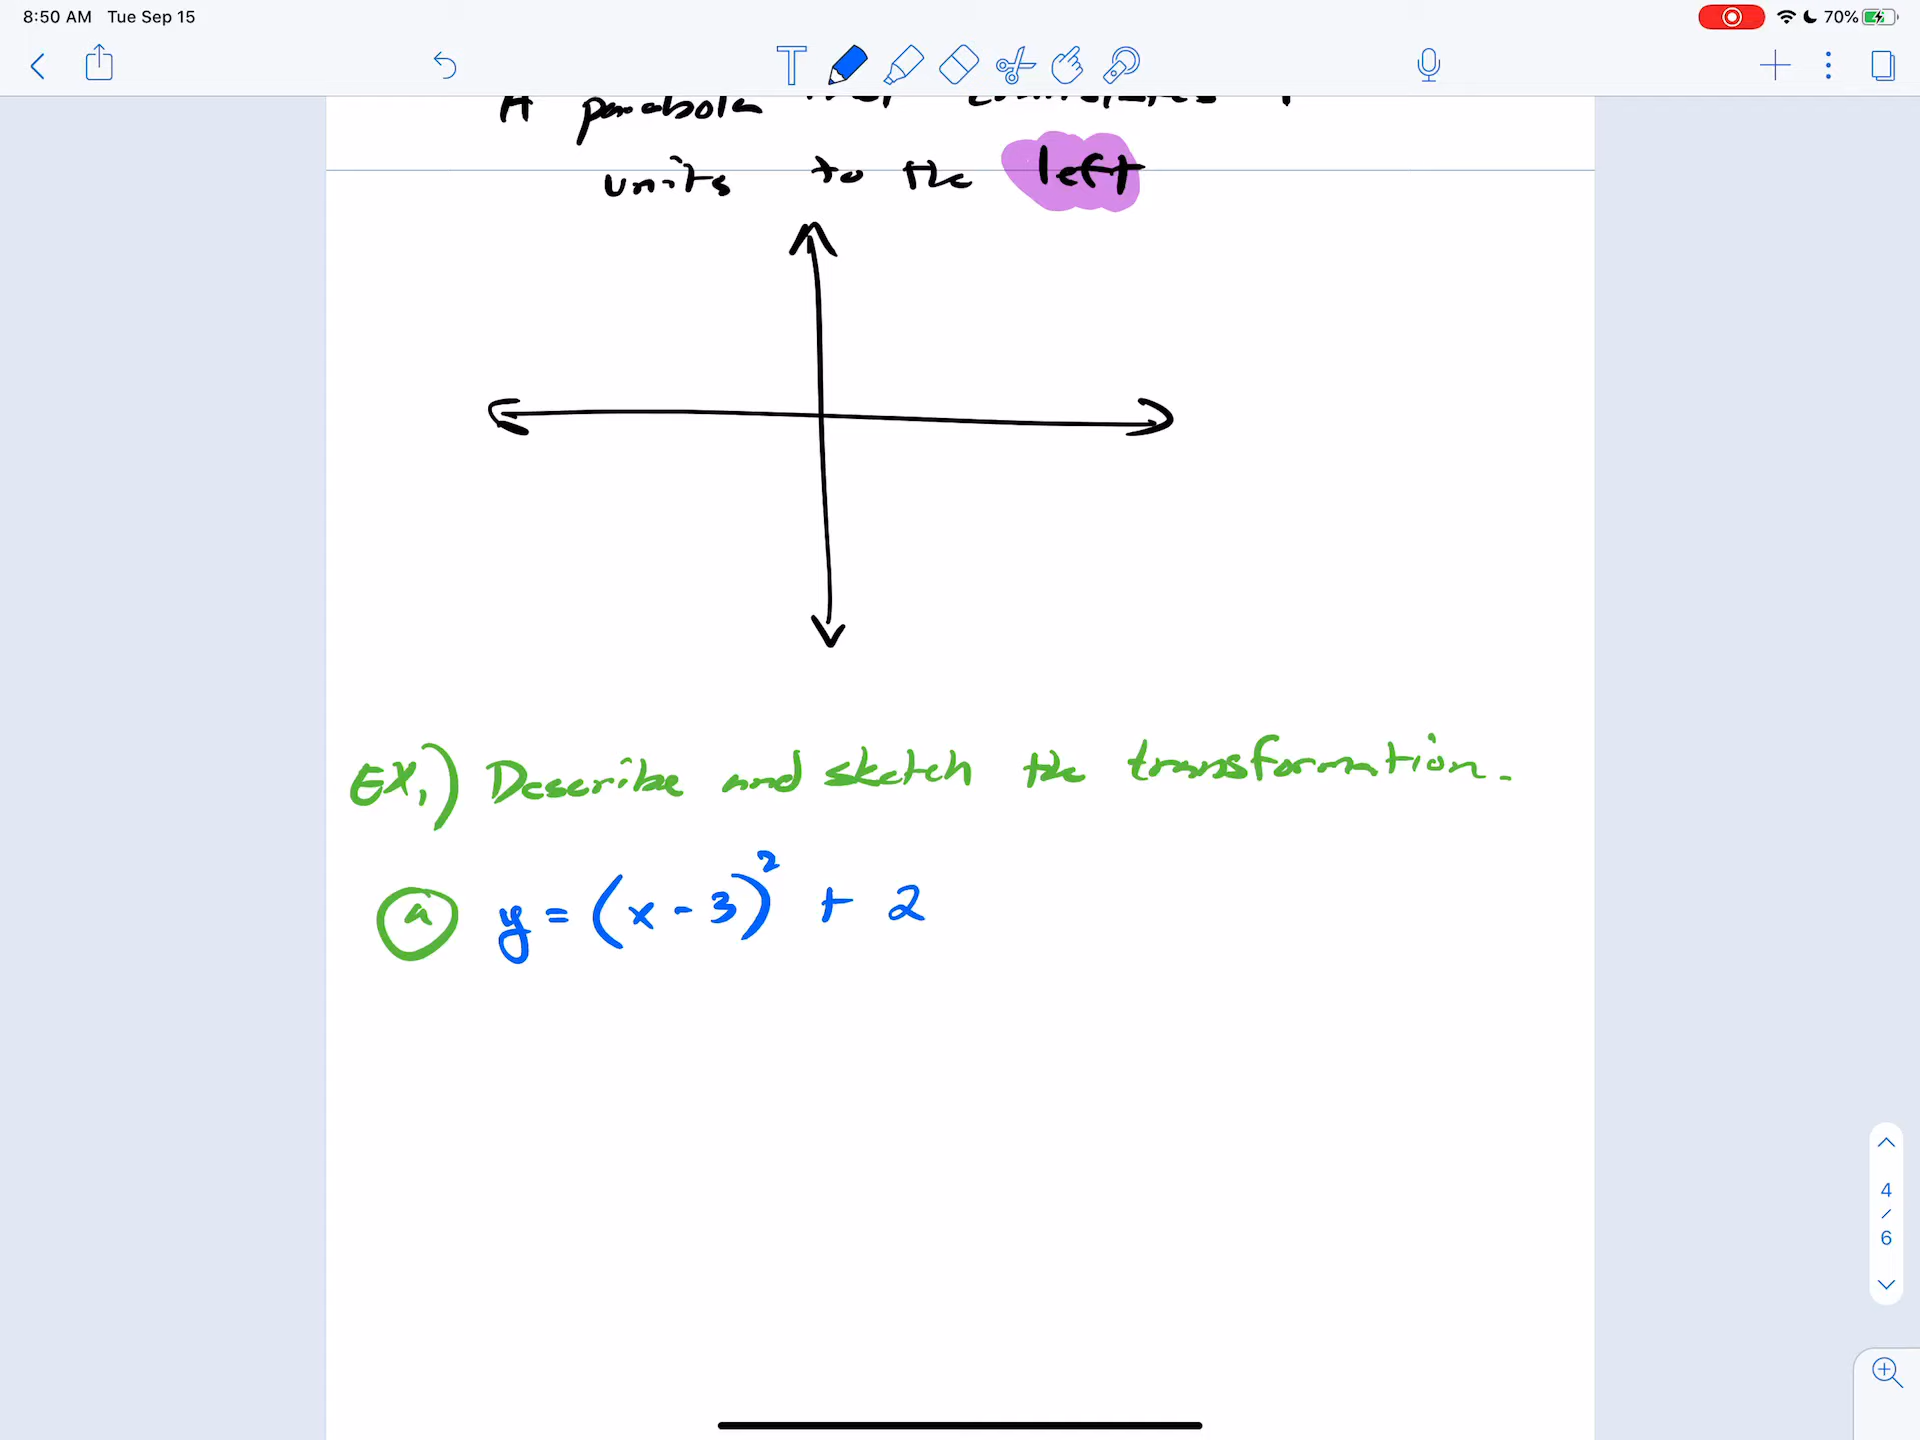 8:50 AM Tue Sep 15
70%
A parabola
units to the left
EX.) Describe and sketch the transformation.
a y = (x - 3)² + 2
4
/
6